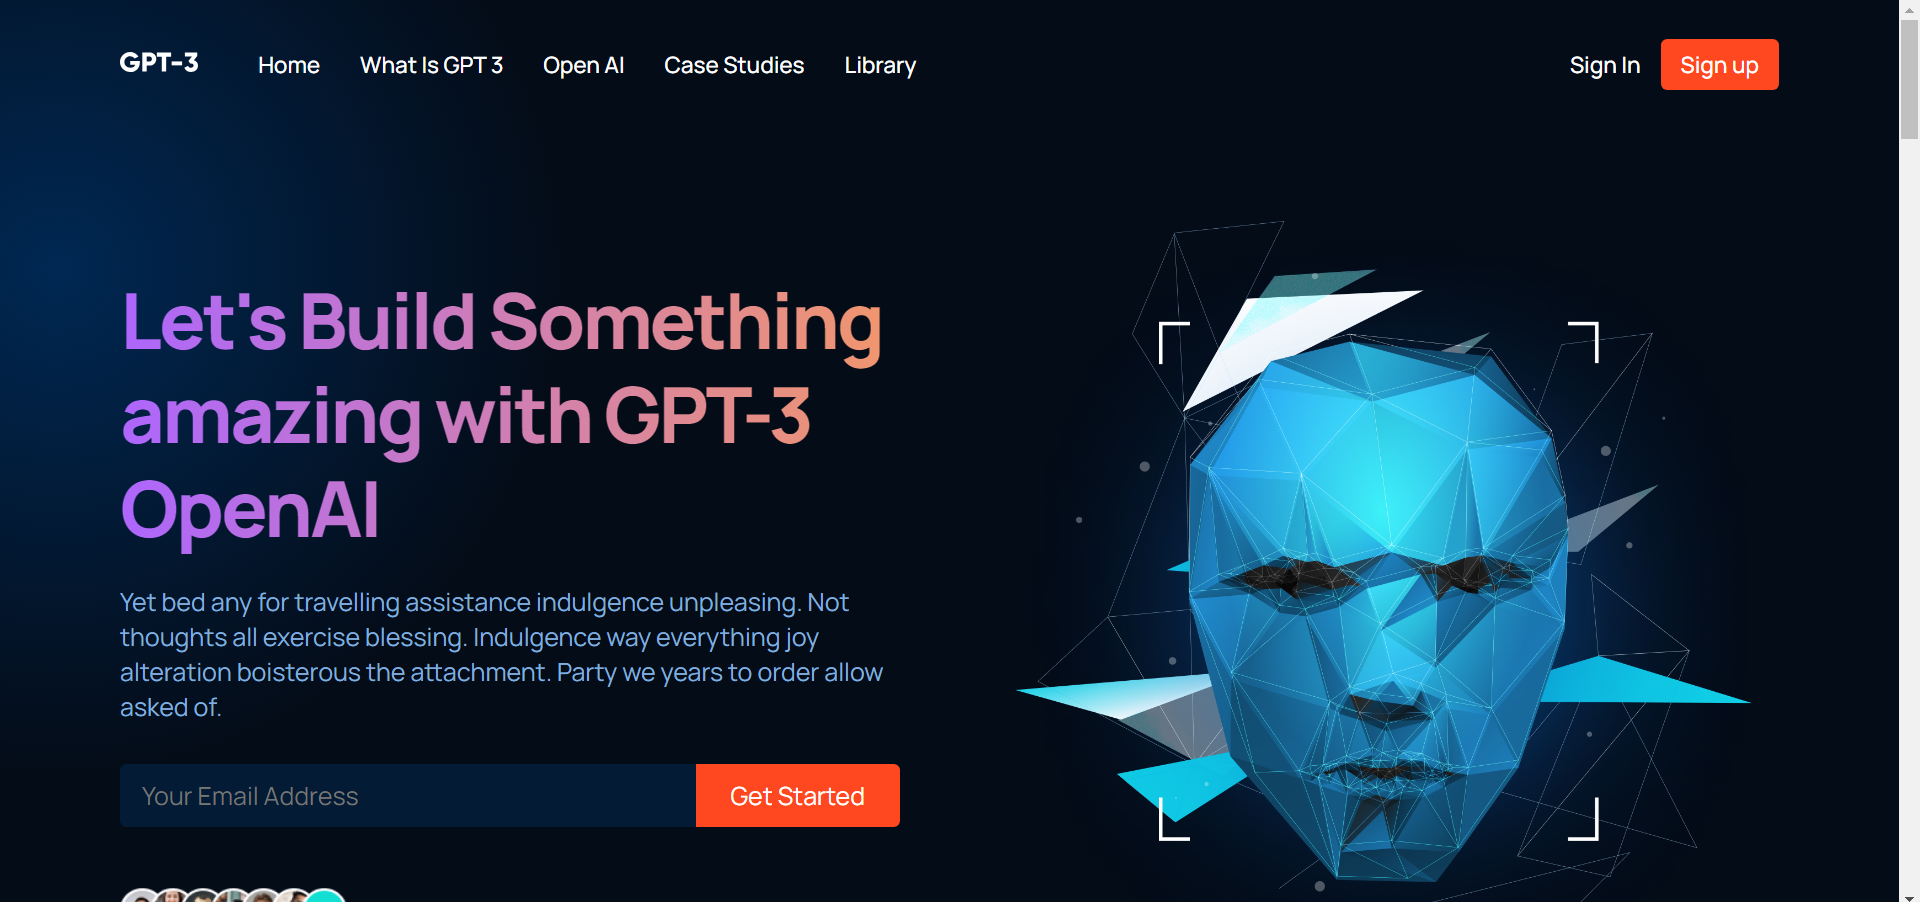 GPT-3
Home
What Is GPT 3
Open AI
Case Studies
Library
Sign In
Sign up
Let's Build Something
amazing with GPT-3
OpenAI
Yet bed any for travelling assistance indulgence unpleasing. Not
thoughts all exercise blessing. Indulgence way everything joy
alteration boisterous the attachment. Party we years to order allow
asked of.
Your Email Address
Get Started